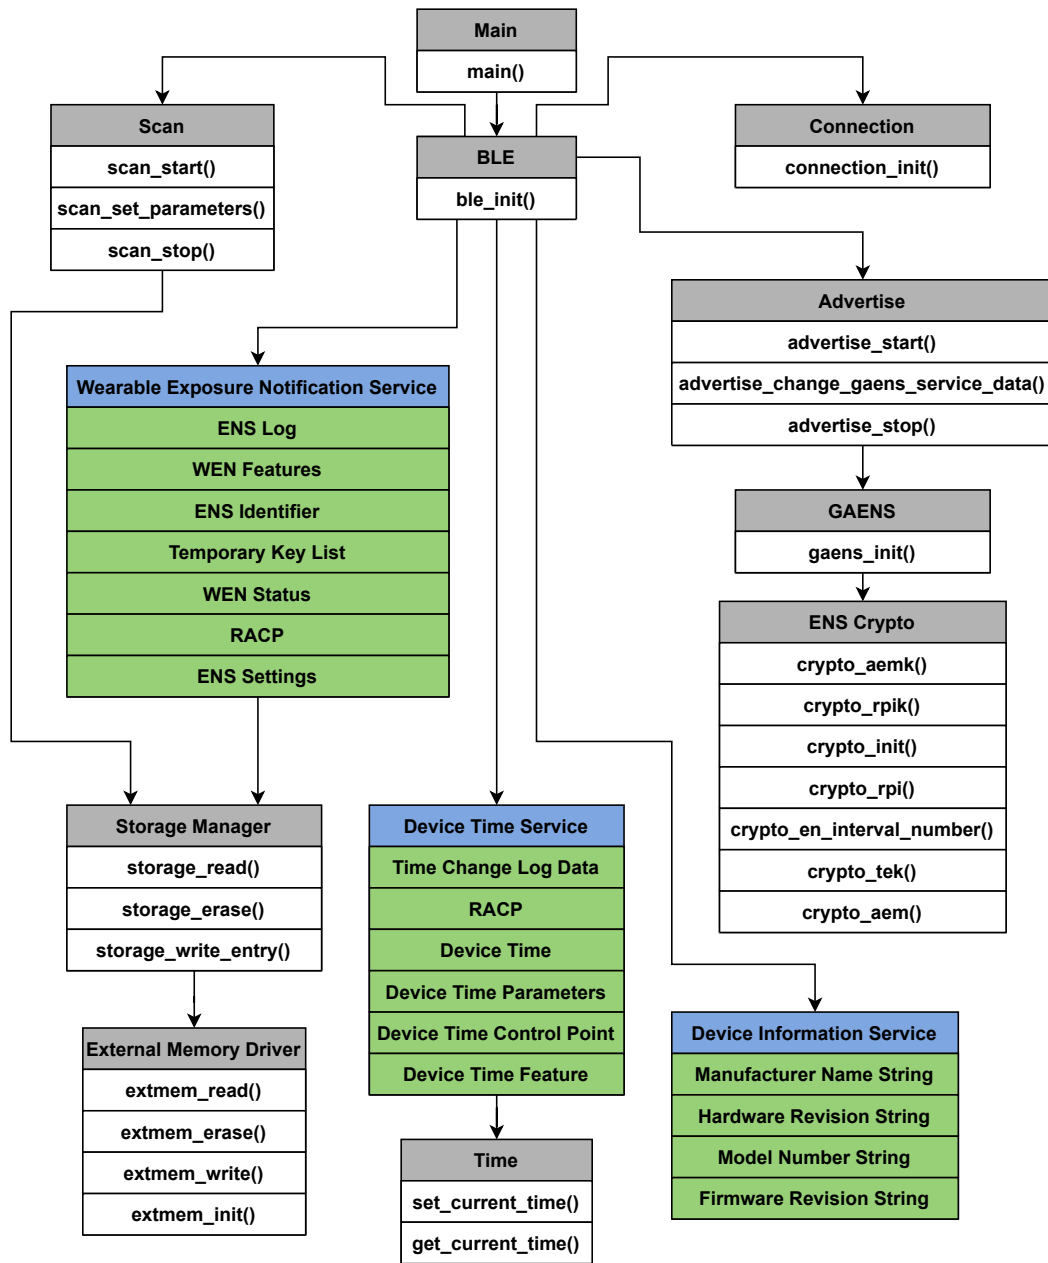 Main
main()
Scan
scan_start()
scan_set_parameters()
scan_stop()
BLE
ble_init()
Connection
connection_init()
Advertise
advertise_start()
advertise_change_gaens_service_data()
advertise_stop()
Wearable Exposure Notification Service
ENS Log
WEN Features
ENS Identifier
Temporary Key List
WEN Status
RACP
ENS Settings
GAENS
gaens_init()
ENS Crypto
crypto_aemk()
crypto_rpik()
crypto_init()
crypto_rpi()
crypto_en_interval_number()
crypto_tek()
crypto_aem()
Storage Manager
storage_read()
storage_erase()
storage_write_entry()
Device Time Service
Time Change Log Data
RACP
Device Time
Device Time Parameters
Device Time Control Point
Device Time Feature
External Memory Driver
extmem_read()
extmem_erase()
extmem_write()
extmem_init()
Device Information Service
Manufacturer Name String
Hardware Revision String
Model Number String
Firmware Revision String
Time
set_current_time()
get_current_time()